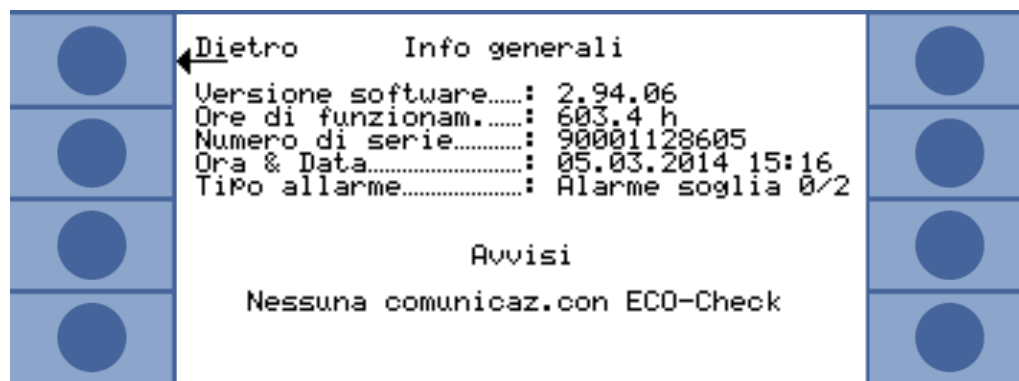 Dietro Info generali
Versione software……: 2.94.06
Ore di funzionam.……: 603.4 h
Numero di serie…………: 90001128605
Ora & Data……………………: 05.03.2014 15:16
Tipo allarme…………………: Alarme soglia 0/2
Avvisi
Nessuna comunicaz.con ECO-Check